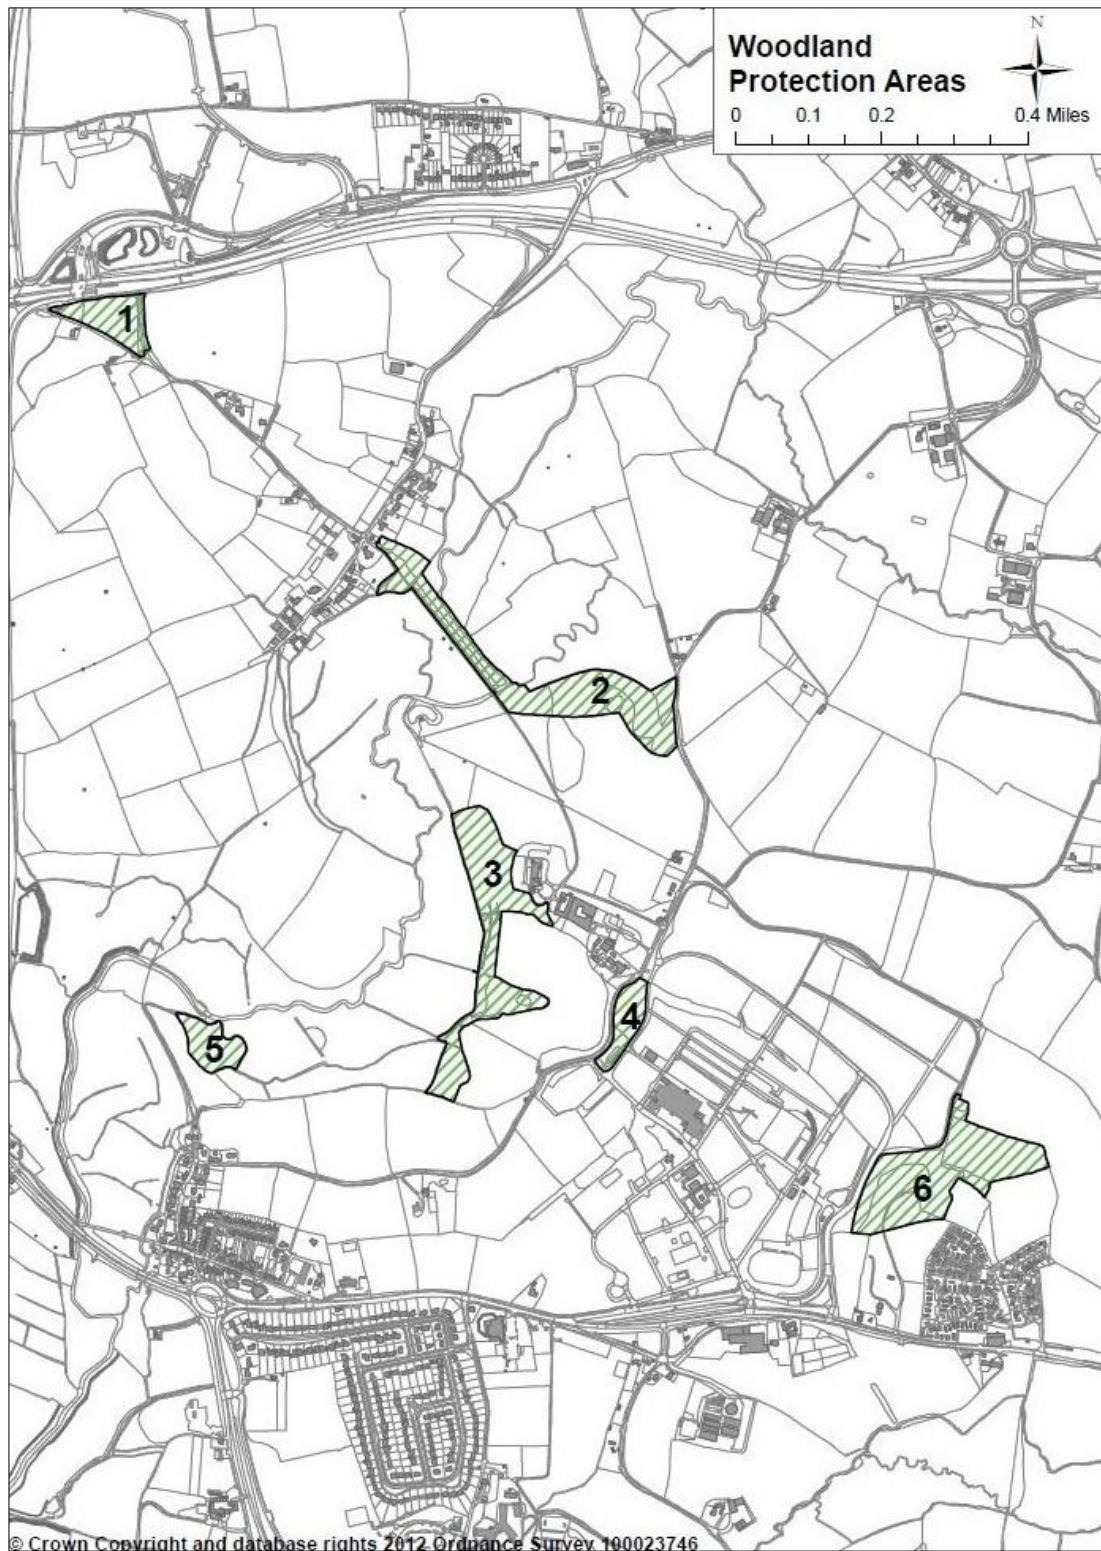 Woodland
Protection Areas
N
0 0.1 0.2 0.4 Miles
1
2
3
4
5
6
© Crown Copyright and database rights 2012 Ordnance Survey 100023746